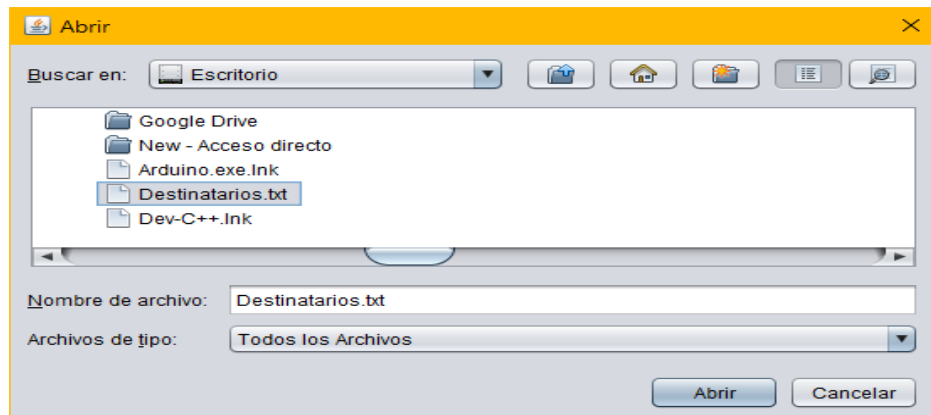 Abrir
Buscar en: Escritorio
Google Drive
New - Acceso directo
Arduino.exe.lnk
Destinatarios.txt
Dev-C++.lnk
Nombre de archivo: Destinatarios.txt
Archivos de tipo: Todos los Archivos
Abrir Cancelar